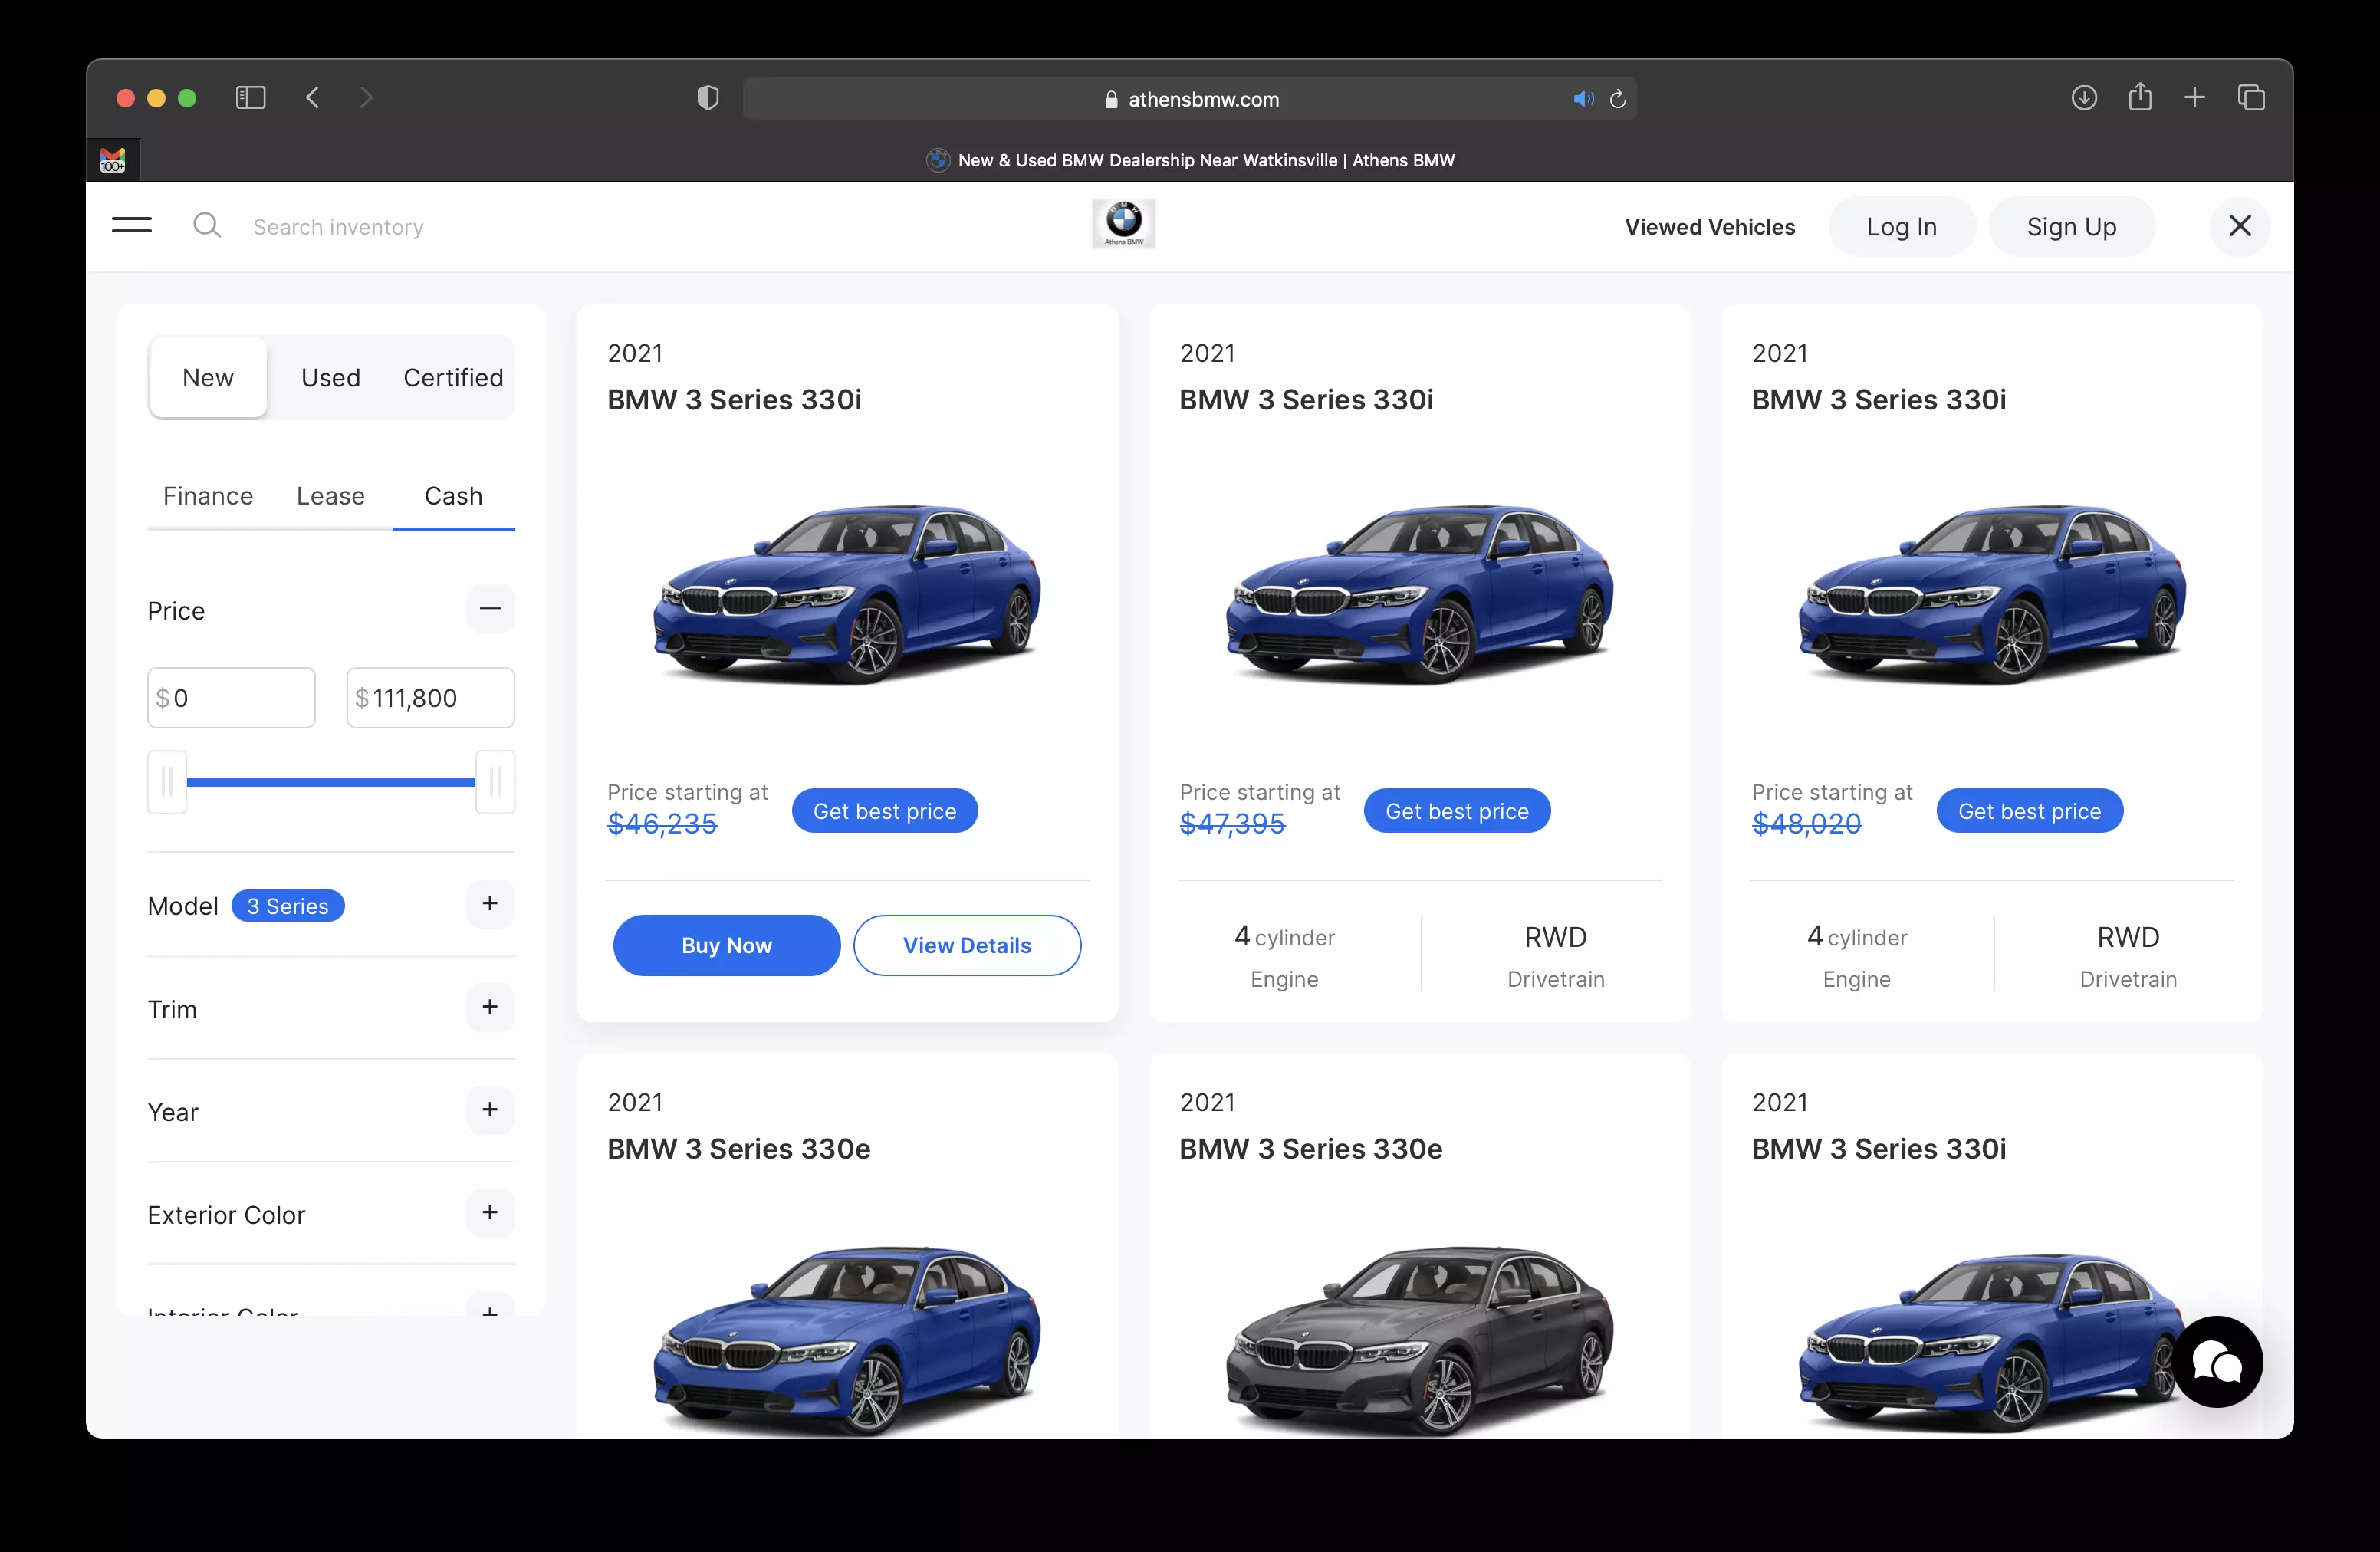 athensbmw.com
100+
New & Used BMW Dealership Near Watkinsville | Athens BMW
Search inventory
BMW
Athens BMW
Viewed Vehicles
Log In
Sign Up
New
Used
Certified
Finance
Lease
Cash
Price
$0
$111,800
Model
3 Series
Trim
Year
Exterior Color
Interior Color
2021
BMW 3 Series 330i
Price starting at
$46,235
Get best price
Buy Now
View Details
2021
BMW 3 Series 330i
Price starting at
$47,395
Get best price
4 cylinder
Engine
RWD
Drivetrain
2021
BMW 3 Series 330i
Price starting at
$48,020
Get best price
4 cylinder
Engine
RWD
Drivetrain
2021
BMW 3 Series 330e
2021
BMW 3 Series 330e
2021
BMW 3 Series 330i